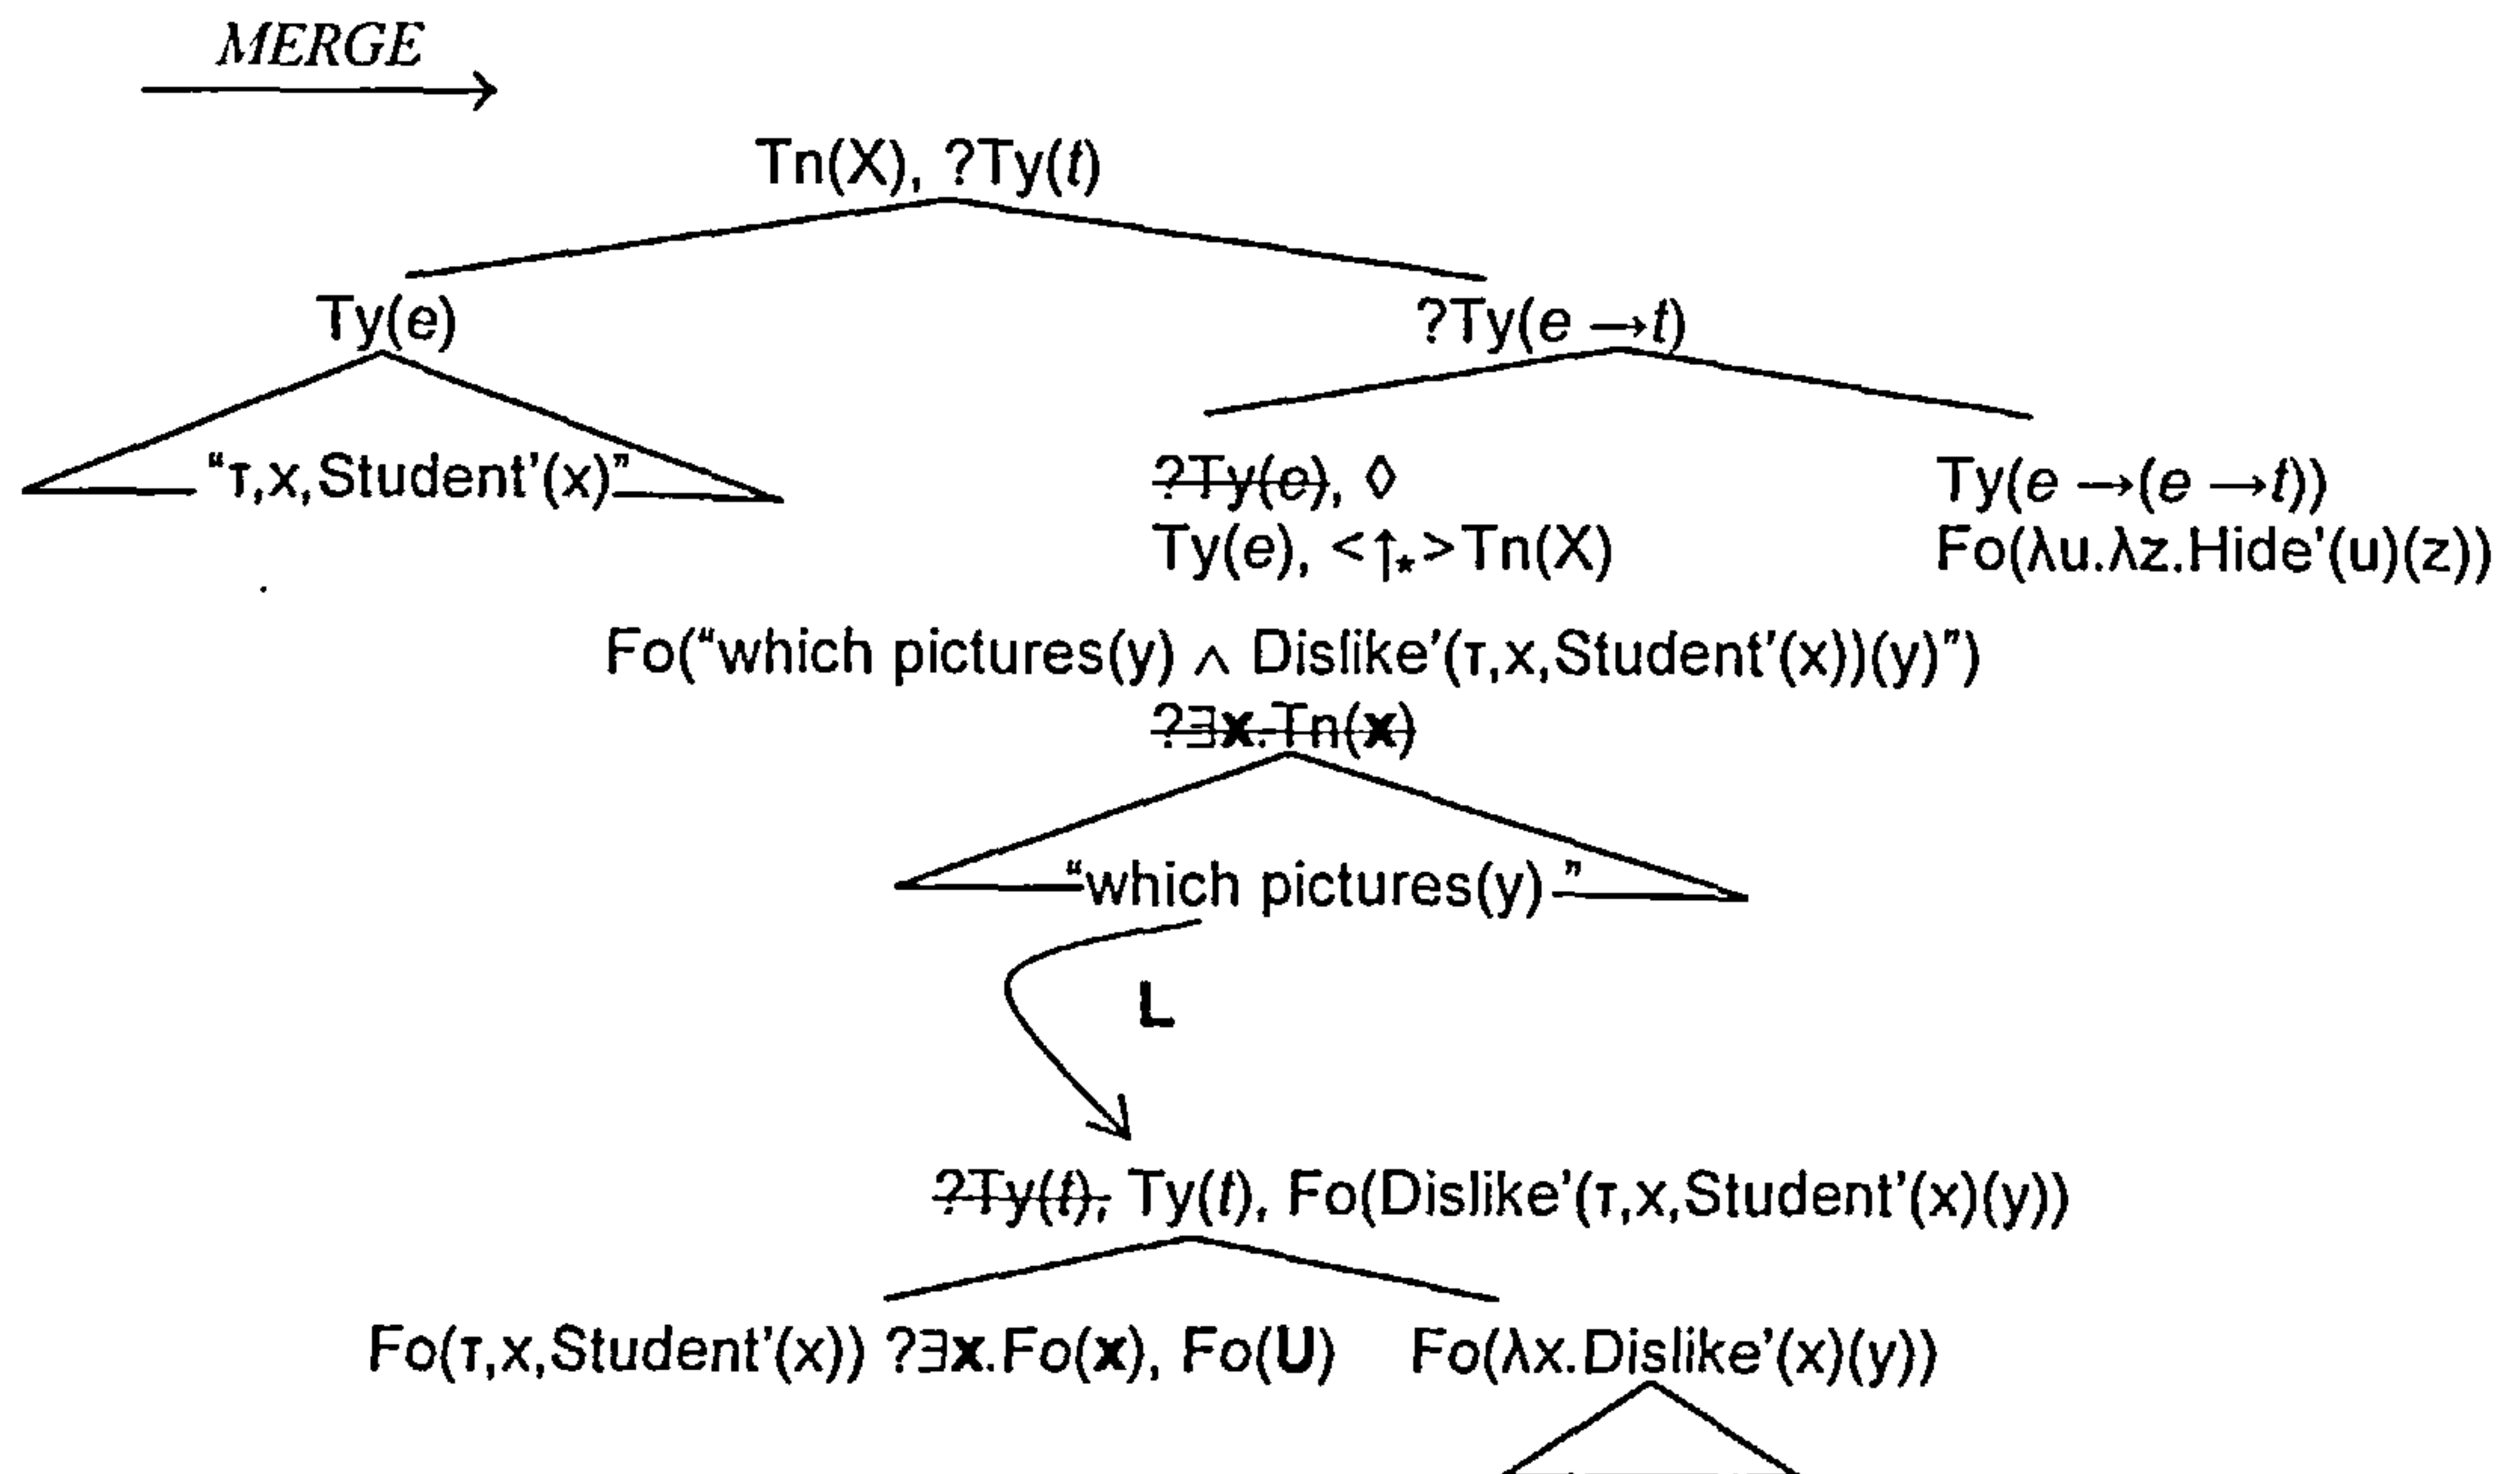 MERGE
Tn(X), ?Ty(t)
Ty(e) ?Ty(e →t)
“τ,x,Student’(x)” ?Ty(e), ◊ Ty(e →(e →t))
Ty(e), <↑⋆>Tn(X) Fo(λu.λz.Hide’(u)(z))
Fo(“which pictures(y) ∧ Dislike’(τ,x,Student’(x))(y)”)
?∃x.Tn(x)
“which pictures(y) ”
L
?Ty(t), Ty(t), Fo(Dislike’(τ,x,Student’(x)(y))
Fo(τ,x,Student’(x)) ?∃x.Fo(x), Fo(U) Fo(λx.Dislike’(x)(y))